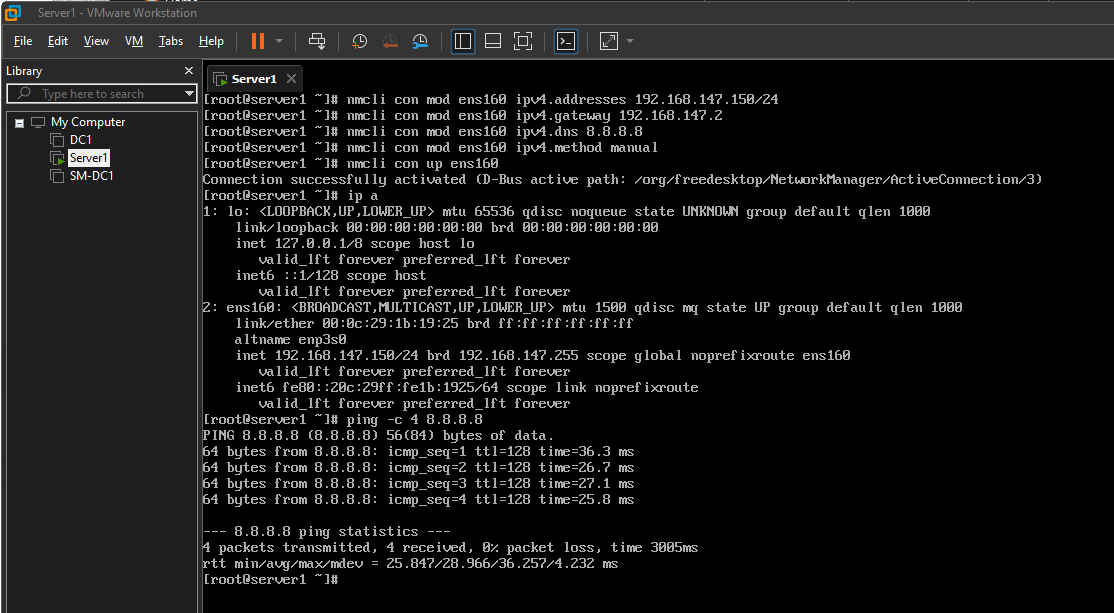 Server1 - VMware Workstation
File Edit View VM Tabs Help
Library
Type here to search
My Computer
DC1
Server1
SM-DC1
Server1
[root@server1 ~]# nmcli con mod ens160 ipv4.addresses 192.168.147.150/24
[root@server1 ~]# nmcli con mod ens160 ipv4.gateway 192.168.147.2
[root@server1 ~]# nmcli con mod ens160 ipv4.dns 8.8.8.8
[root@server1 ~]# nmcli con mod ens160 ipv4.method manual
[root@server1 ~]# nmcli con up ens160
Connection successfully activated (D-Bus active path: /org/freedesktop/NetworkManager/ActiveConnection/3)
[root@server1 ~]# ip a
1: lo: <LOOPBACK,UP,LOWER_UP> mtu 65536 qdisc noqueue state UNKNOWN group default qlen 1000
    link/loopback 00:00:00:00:00:00 brd 00:00:00:00:00:00
    inet 127.0.0.1/8 scope host lo
       valid_lft forever preferred_lft forever
    inet6 ::1/128 scope host
       valid_lft forever preferred_lft forever
2: ens160: <BROADCAST,MULTICAST,UP,LOWER_UP> mtu 1500 qdisc mq state UP group default qlen 1000
    link/ether 00:0c:29:1b:19:25 brd ff:ff:ff:ff:ff:ff
    altname enp3s0
    inet 192.168.147.150/24 brd 192.168.147.255 scope global noprefixroute ens160
       valid_lft forever preferred_lft forever
    inet6 fe80::20c:29ff:fe1b:1925/64 scope link noprefixroute
       valid_lft forever preferred_lft forever
[root@server1 ~]# ping -c 4 8.8.8.8
PING 8.8.8.8 (8.8.8.8) 56(84) bytes of data.
64 bytes from 8.8.8.8: icmp_seq=1 ttl=128 time=36.3 ms
64 bytes from 8.8.8.8: icmp_seq=2 ttl=128 time=26.7 ms
64 bytes from 8.8.8.8: icmp_seq=3 ttl=128 time=27.1 ms
64 bytes from 8.8.8.8: icmp_seq=4 ttl=128 time=25.8 ms
--- 8.8.8.8 ping statistics ---
4 packets transmitted, 4 received, 0% packet loss, time 3005ms
rtt min/avg/max/mdev = 25.847/28.966/36.257/4.232 ms
[root@server1 ~]#